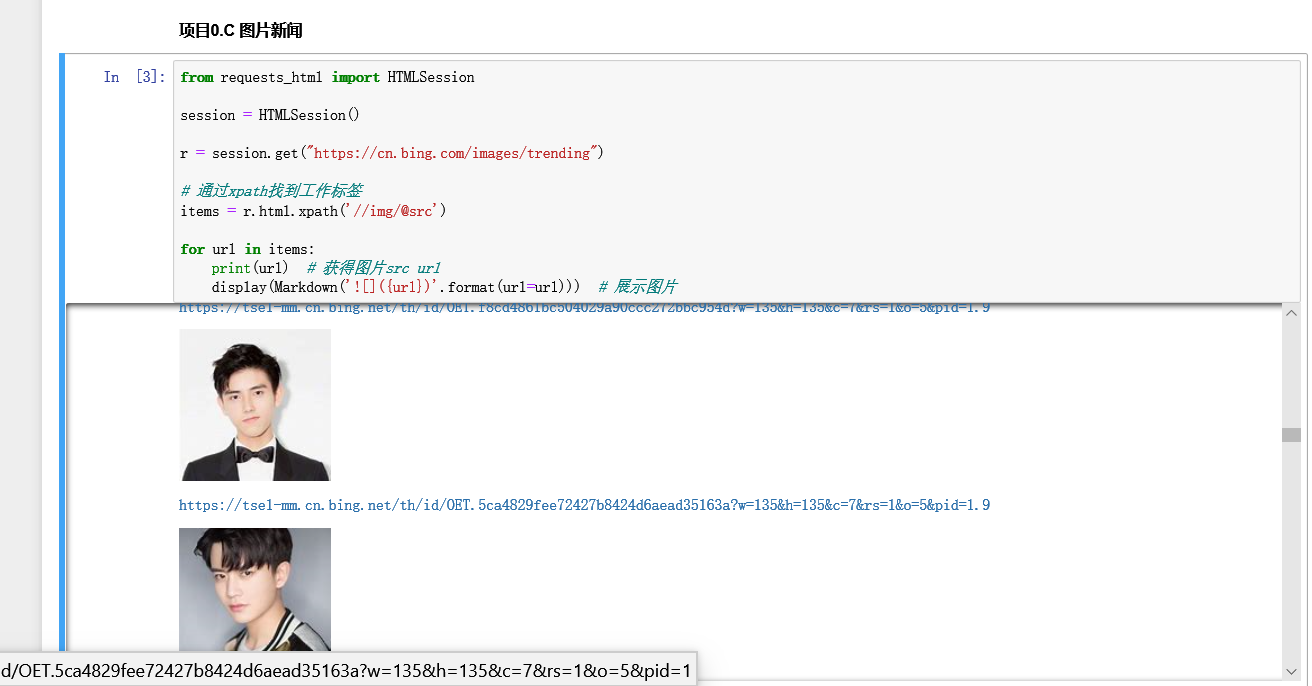 项目0.C 图片新闻
In [3]:
from requests_html import HTMLSession
session = HTMLSession()
r = session.get("https://cn.bing.com/images/trending")
# 通过xpath找到工作标签
items = r.html.xpath('//img/@src')
for url in items:
print(url) # 获得图片src url
display(Markdown('![]({url})'.format(url=url))) # 展示图片
https://tse1-mm.cn.bing.net/th/id/OET.f8cd4861bc504029a90ccc272bbc954d?w=135&h=135&c=7&rs=1&o=5&pid=1.9
https://tse1-mm.cn.bing.net/th/id/OET.5ca4829fee72427b8424d6aead35163a?w=135&h=135&c=7&rs=1&o=5&pid=1.9
d/OET.5ca4829fee72427b8424d6aead35163a?w=135&h=135&c=7&rs=1&o=5&pid=1